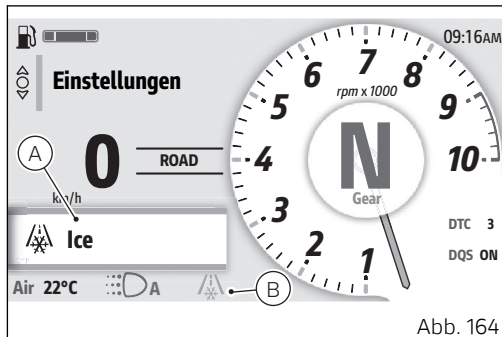 09:16AM
Einstellungen
A
0
km/h
ROAD
Ice
Air 22°C
A
B
rpm x 1000
1
2
3
4
5
6
7
8
9
10
N
Gear
DTC 3
DQS ON
Abb. 164